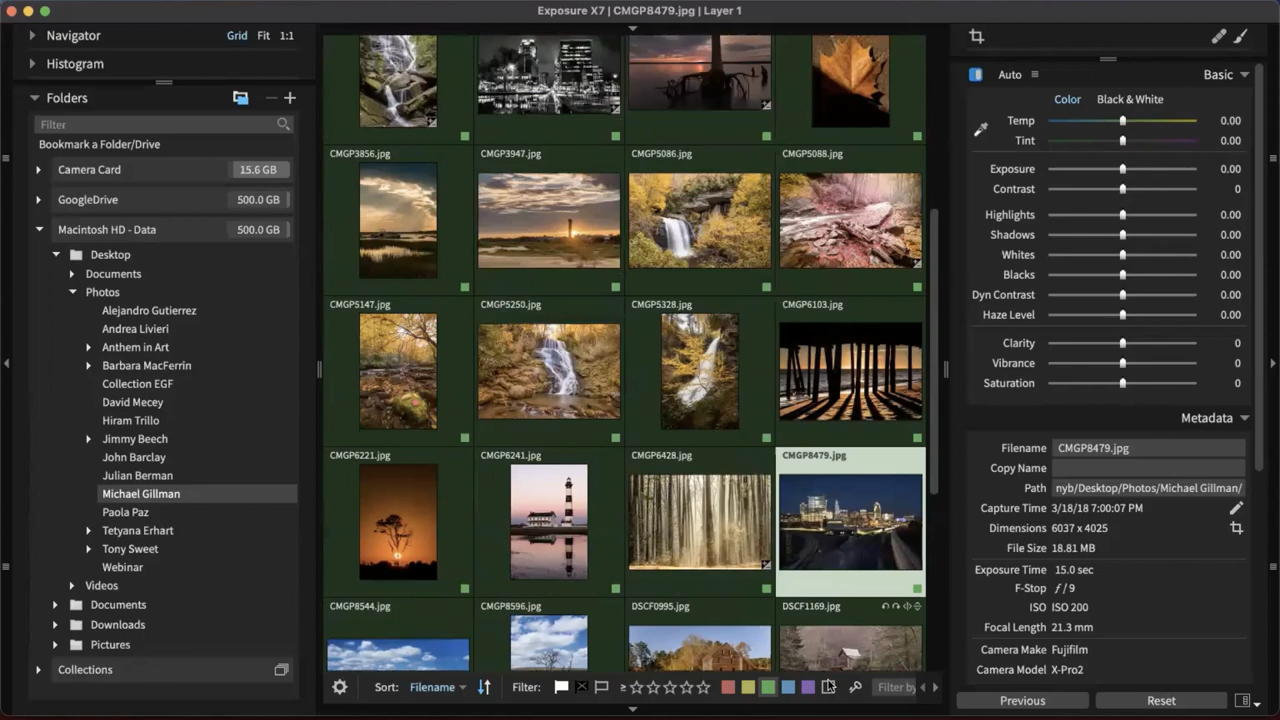 Exposure X7 | CMGP8479.jpg | Layer 1
Navigator
Grid Fit 1:1
Histogram
Folders
Filter
Bookmark a Folder/Drive
Camera Card 15.6 GB
GoogleDrive 500.0 GB
Macintosh HD - Data 500.0 GB
Desktop
Documents
Photos
Alejandro Gutierrez
Andrea Livieri
Anthem in Art
Barbara MacFerrin
Collection EGF
David Mecey
Hiram Trillo
Jimmy Beech
John Barclay
Julian Berman
Michael Gillman
Paola Paz
Tetyana Erhart
Tony Sweet
Webinar
Videos
Documents
Downloads
Pictures
Collections
CMGP3856.jpg CMGP3947.jpg CMGP5086.jpg CMGP5088.jpg
CMGP5147.jpg CMGP5250.jpg CMGP5328.jpg CMGP6103.jpg
CMGP6221.jpg CMGP6241.jpg CMGP6428.jpg CMGP8479.jpg
CMGP8544.jpg CMGP8596.jpg DSCF0995.jpg DSCF1169.jpg
Sort: Filename Filter: ≥ Filter by
Auto Basic
Color Black & White
Temp 0.00
Tint 0.00
Exposure 0.00
Contrast 0
Highlights 0.00
Shadows 0.00
Whites 0.00
Blacks 0.00
Dyn Contrast 0.00
Haze Level 0.00
Clarity 0
Vibrance 0
Saturation 0
Metadata
Filename CMGP8479.jpg
Copy Name
Path nyb/Desktop/Photos/Michael Gillman/
Capture Time 3/18/18 7:00:07 PM
Dimensions 6037 x 4025
File Size 18.81 MB
Exposure Time 15.0 sec
F-Stop ƒ/9
ISO ISO 200
Focal Length 21.3 mm
Camera Make Fujifilm
Camera Model X-Pro2
Previous Reset